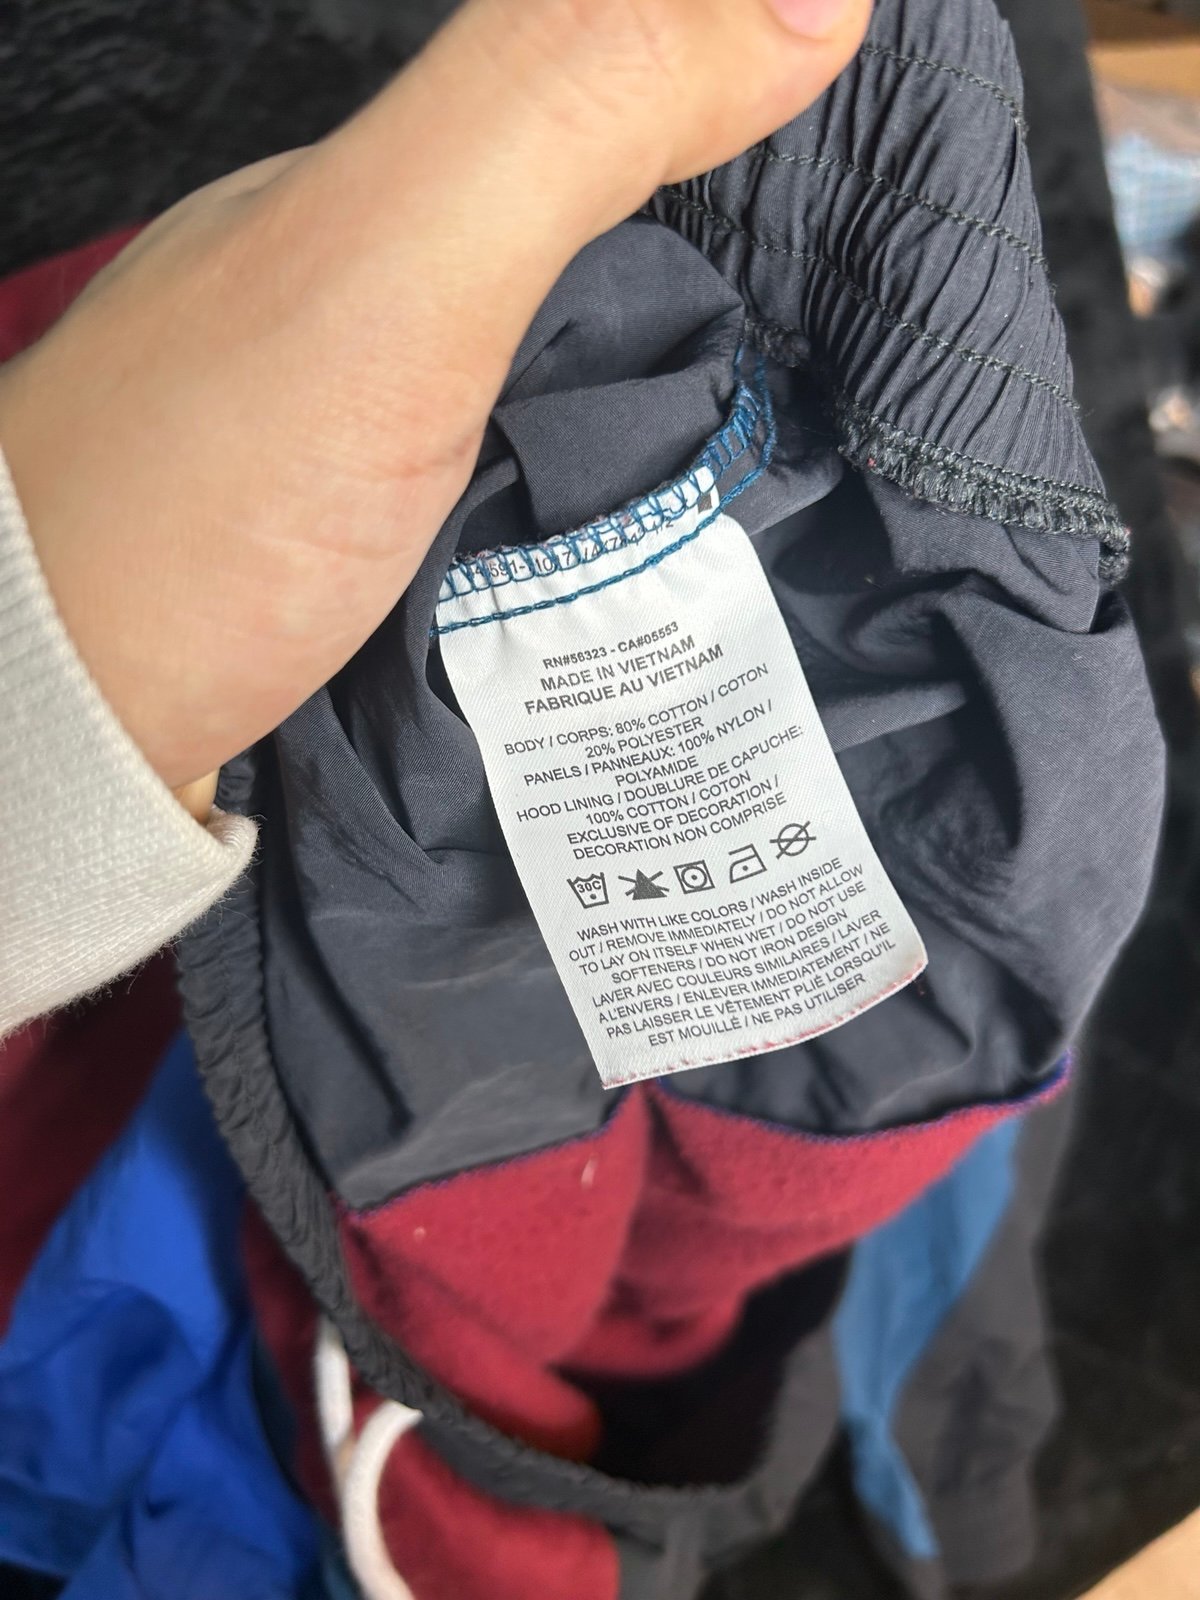 RN#56323 - CA#05553
MADE IN VIETNAM
FABRIQUE AU VIETNAM
BODY / CORPS: 80% COTTON / COTON
20% POLYESTER
PANELS / PANNEAUX: 100% NYLON /
POLYAMIDE
HOOD LINING / DOUBLURE DE CAPUCHE:
100% COTTON / COTON
EXCLUSIVE OF DECORATION /
DECORATION NON COMPRISE
30C
WASH WITH LIKE COLORS / WASH INSIDE
OUT / REMOVE IMMEDIATELY / DO NOT ALLOW
TO LAY ON ITSELF WHEN WET / DO NOT USE
SOFTENERS / DO NOT IRON DESIGN
LAVER AVEC COULEURS SIMILAIRES / LAVER
A L'ENVERS / ENLEVER IMMEDIATEMENT / NE
PAS LAISSER LE VÊTEMENT PLIÉ LORSQU'IL
EST MOUILLÉ / NE PAS UTILISER